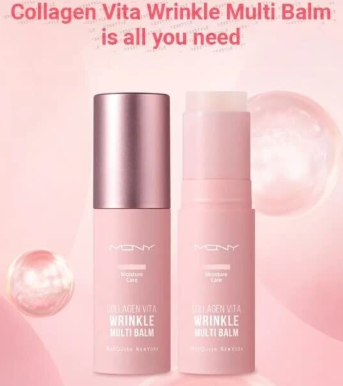 Collagen Vita Wrinkle Multi Balm
is all you need
MONY
Moisture
Care
COLLAGEN VITA
WRINKLE
MULTI BALM
MONY
Moisture
Care
COLLAGEN VITA
WRINKLE
MULTI BALM